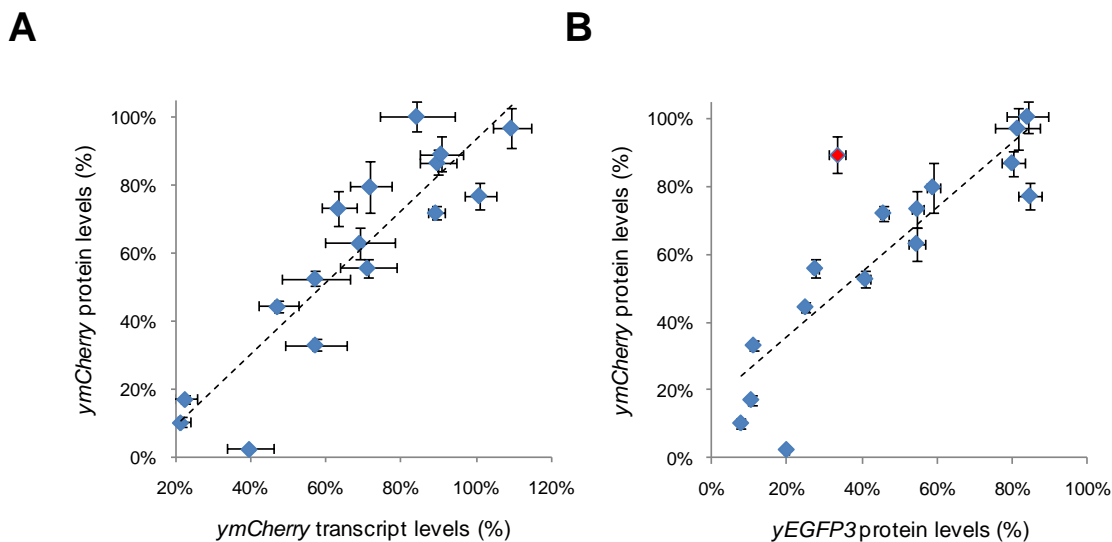 A
B
ymCherry protein levels (%)
100%
80%
60%
40%
20%
0%
20% 40% 60% 80% 100% 120%
ymCherry transcript levels (%)
ymCherry protein levels (%)
100%
80%
60%
40%
20%
0%
0% 20% 40% 60% 80% 100%
yEGFP3 protein levels (%)